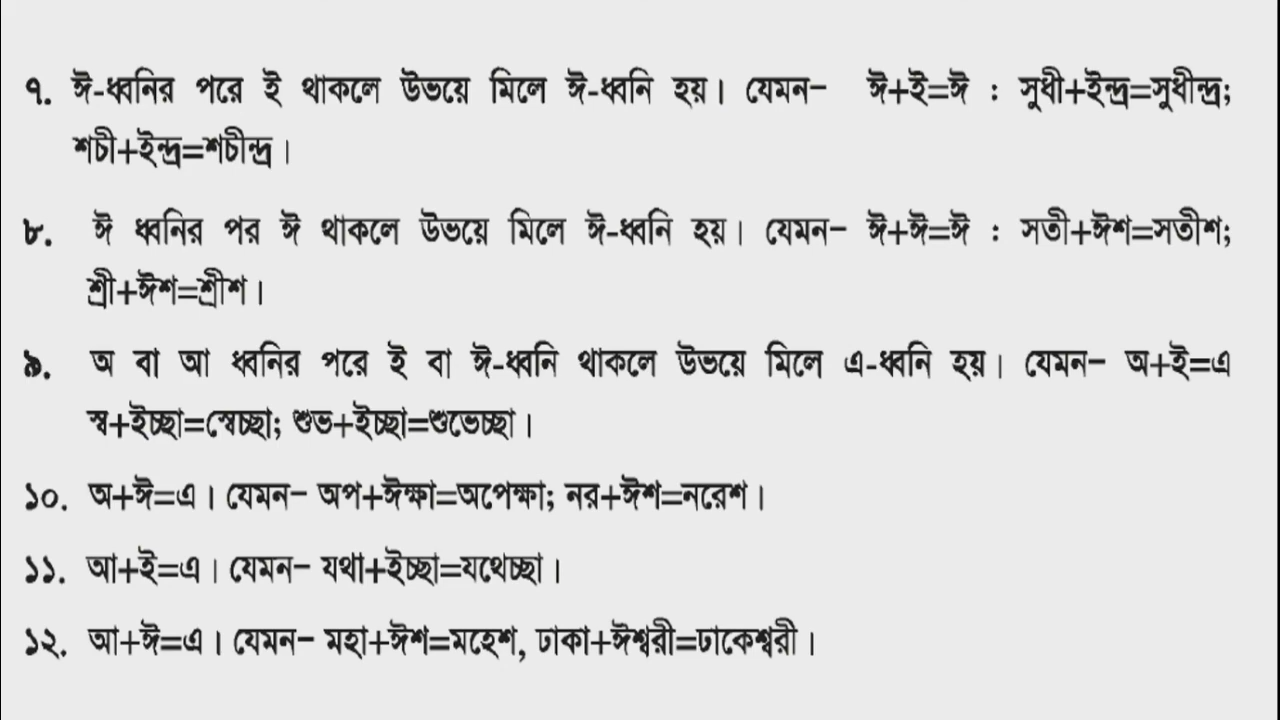 ৭. ঈ-ধ্বনির পরে ই থাকলে উভয়ে মিলে ঈ-ধ্বনি হয়। যেমন- ঈ+ই=ঈ : সুধী+ইন্দ্র=সুধীন্দ্র;
শচী+ইন্দ্র=শচীন্দ্র।
৮. ঈ ধ্বনির পর ঈ থাকলে উভয়ে মিলে ঈ-ধ্বনি হয়। যেমন- ঈ+ঈ=ঈ : সতী+ঈশ=সতীশ;
শ্রী+ঈশ=শ্রীশ।
৯. অ বা আ ধ্বনির পরে ই বা ঈ-ধ্বনি থাকলে উভয়ে মিলে এ-ধ্বনি হয়। যেমন- অ+ই=এ
স্ব+ইচ্ছা=স্বেচ্ছা; শুভ+ইচ্ছা=শুভেচ্ছা।
১০. অ+ঈ=এ। যেমন- অপ+ঈক্ষা=অপেক্ষা; নর+ঈশ=নরেশ।
১১. আ+ই=এ। যেমন- যথা+ইচ্ছা=যথেচ্ছা।
১২. আ+ঈ=এ। যেমন- মহা+ঈশ=মহেশ, ঢাকা+ঈশ্বরী=ঢাকেশ্বরী।